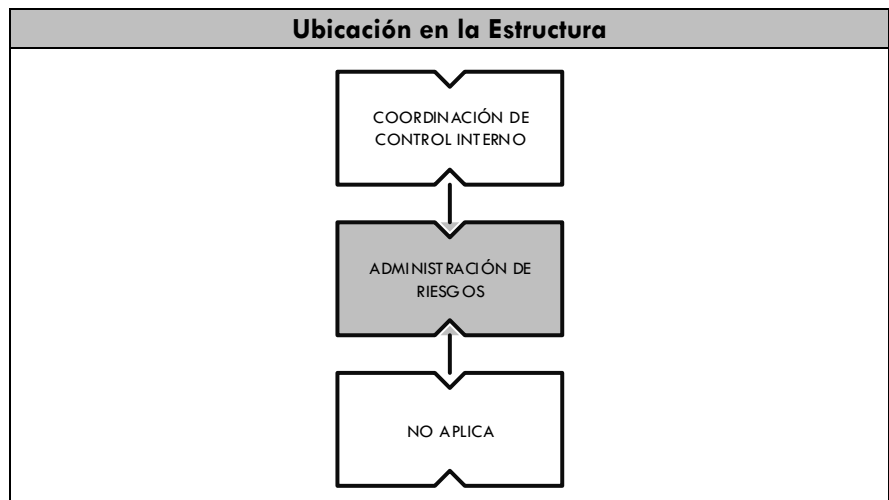 Ubicación en la Estructura
COORDINACIÓN DE
CONTROL INTERNO
ADMINISTRACIÓN DE
RIESGOS
NO APLICA